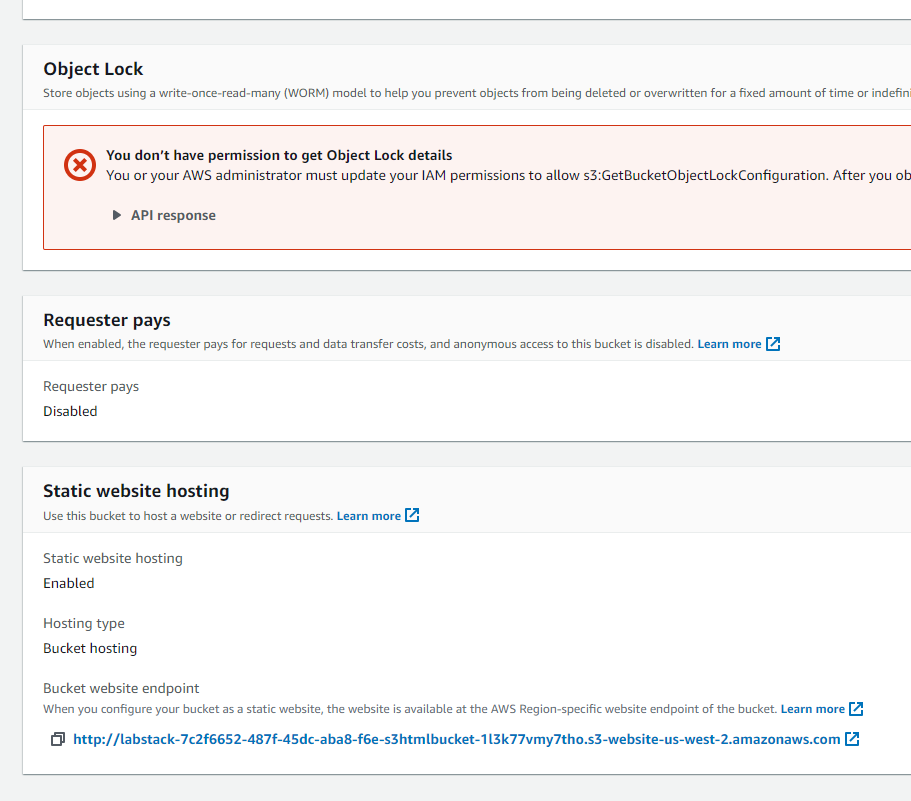 Object Lock
Store objects using a write-once-read-many (WORM) model to help you prevent objects from being deleted or overwritten for a fixed amount of time or
You don’t have permission to get Object Lock details
You or your AWS administrator must update your IAM permissions to allow s3:GetBucketObjectLockConfiguration. After you
API response
Requester pays
When enabled, the requester pays for requests and data transfer costs, and anonymous access to this bucket is disabled. Learn more
Requester pays
Disabled
Static website hosting
Use this bucket to host a website or redirect requests. Learn more
Static website hosting
Enabled
Hosting type
Bucket hosting
Bucket website endpoint
When you configure your bucket as a static website, the website is available at the AWS Region-specific website endpoint of the bucket. Learn more
http://labstack-7c2f6652-487f-45dc-aba8-f6e-s3htmlbucket-1l3k77vmy7tho.s3-website-us-west-2.amazonaws.com